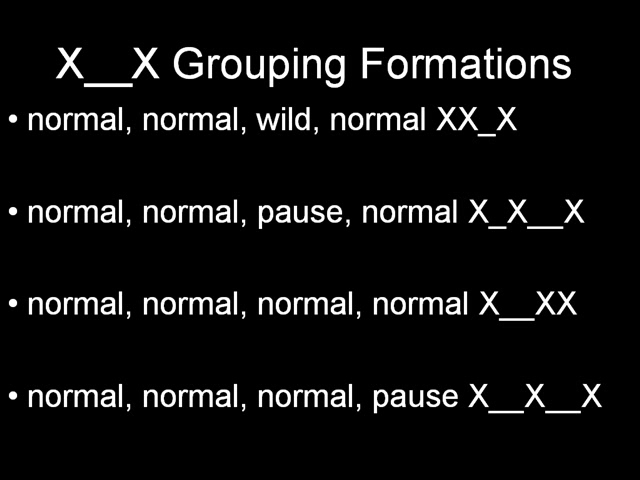 X__X Grouping Formations
• normal, normal, wild, normal XX_X
• normal, normal, pause, normal X_X__X
• normal, normal, normal, normal X__XX
• normal, normal, normal, pause X__X__X